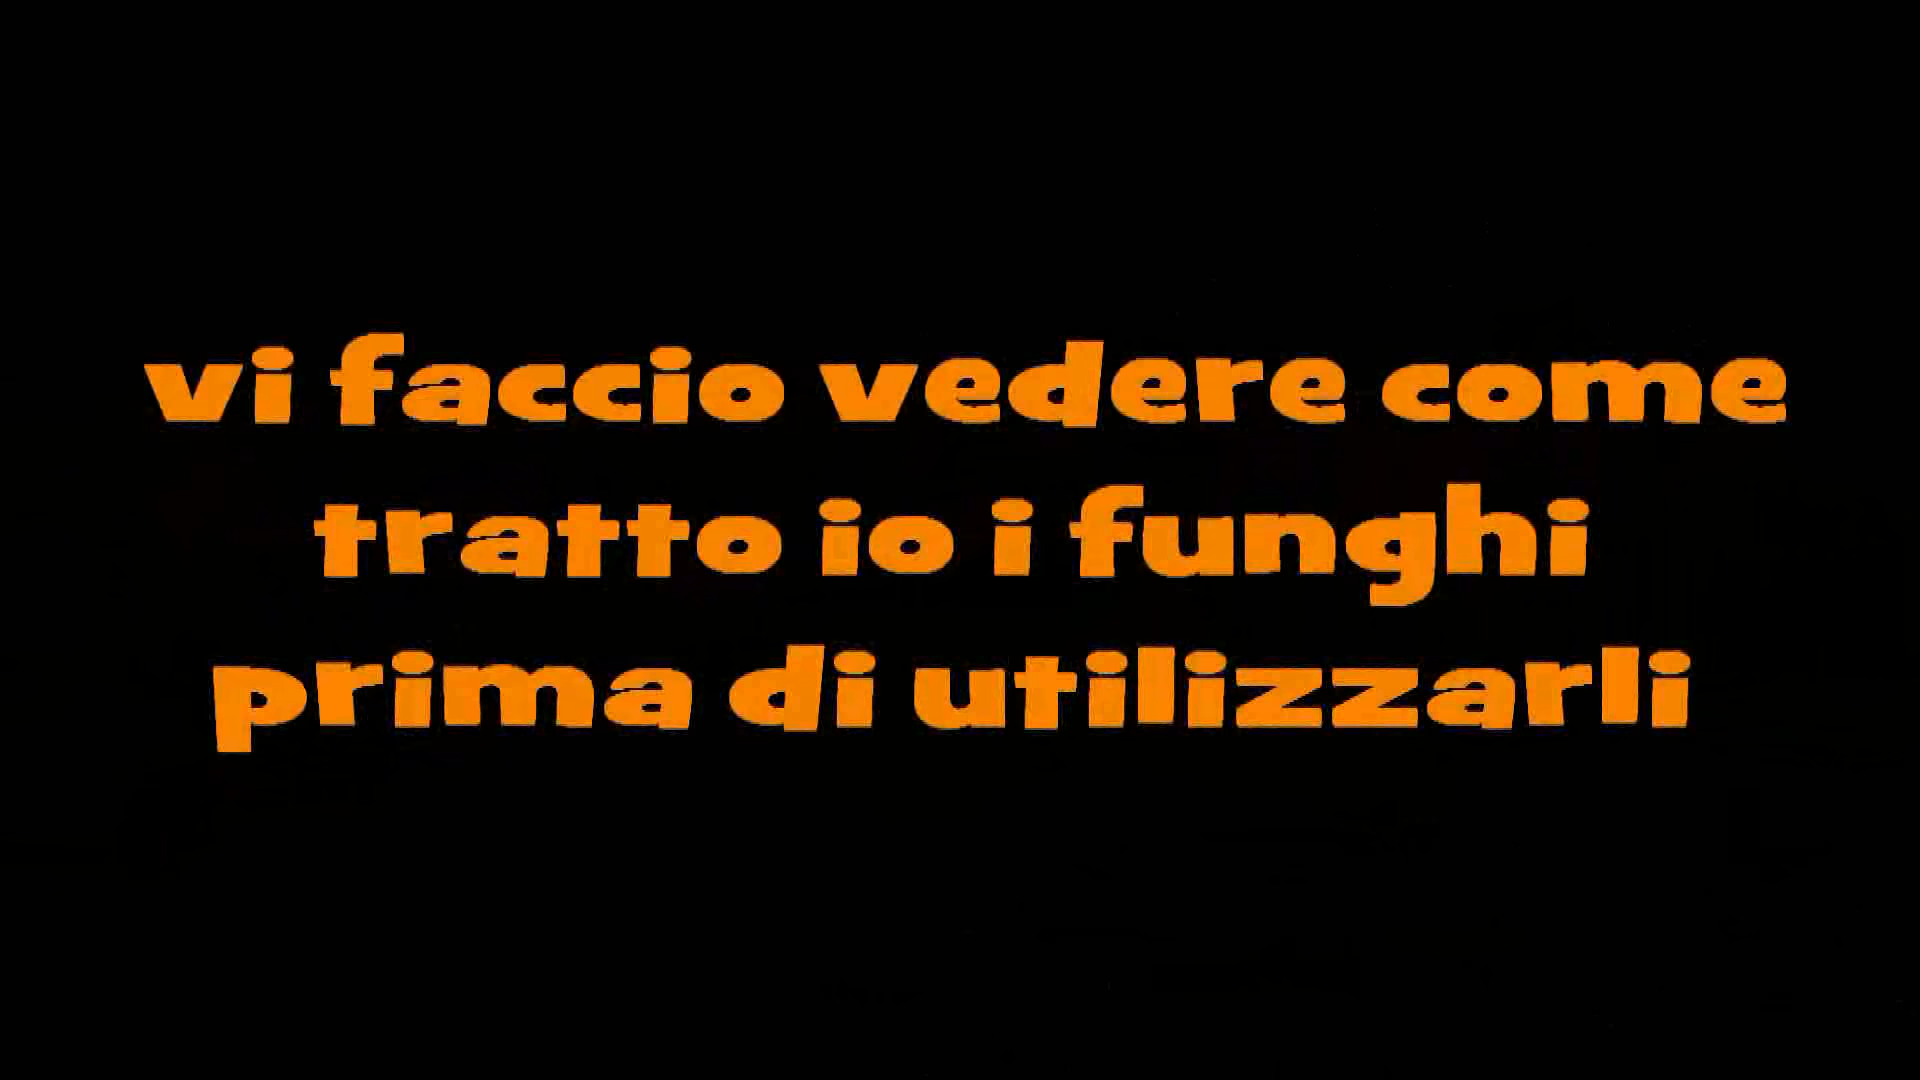 vi faccio vedere come
tratto io i funghi
prima di utilizzarli